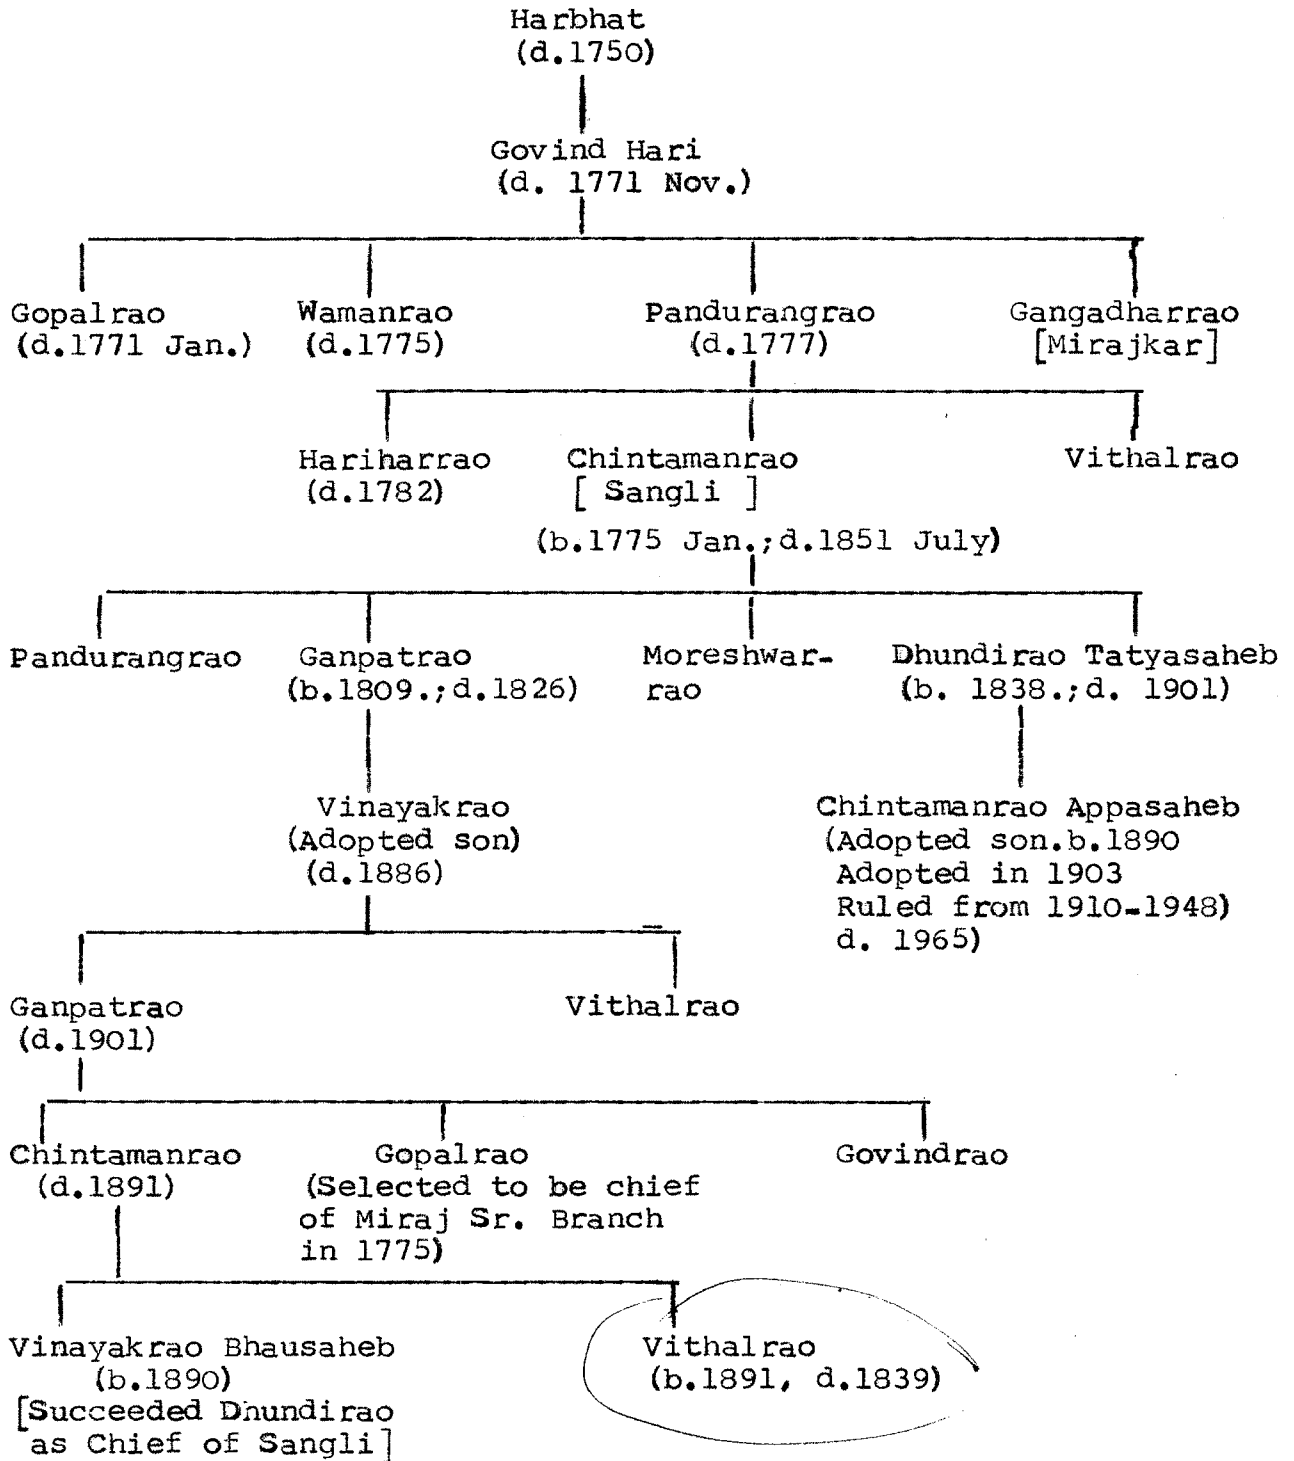 Harbhat
(d.1750)
Govind Hari
(d. 1771 Nov.)
Gopalrao
(d.1771 Jan.)
Wamanrao
(d.1775)
Pandurangrao
(d.1777)
Gangadharrao
[Mirajkar]
Hariharrao
(d.1782)
Chintamanrao
[ Sangli ]
(b.1775 Jan.;d.1851 July)
Vithalrao
Pandurangrao
Ganpatrao
(b.1809.;d.1826)
Moreshwar-
rao
Dhundirao Tatyasaheb
(b. 1838.;d. 1901)
Vinayakrao
(Adopted son)
(d.1886)
Chintamanrao Appasaheb
(Adopted son.b.1890
Adopted in 1903
Ruled from 1910-1948)
d. 1965)
Ganpatrao
(d.1901)
Vithalrao
Chintamanrao
(d.1891)
Gopalrao
(Selected to be chief
of Miraj Sr. Branch
in 1775)
Govindrao
Vinayakrao Bhausaheb
(b.1890)
[Succeeded Dhundirao
as Chief of Sangli]
Vithalrao
(b.1891, d.1839)